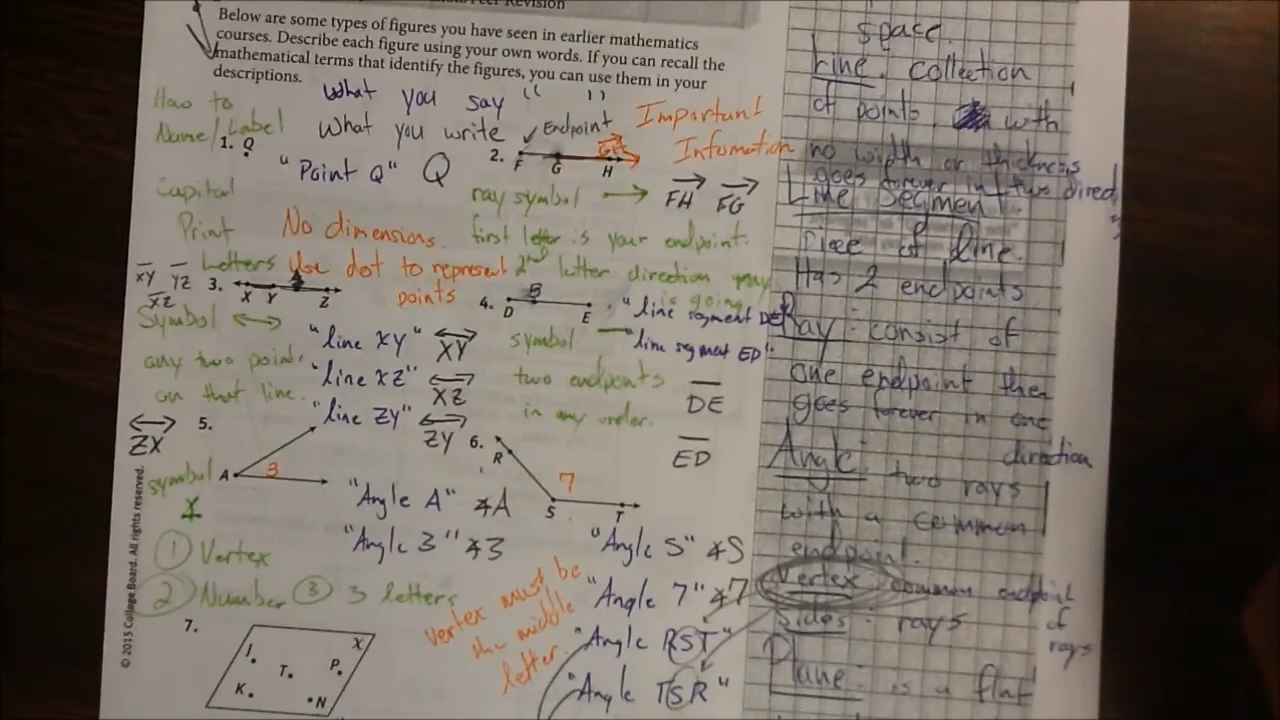 Peer Revision
Below are some types of figures you have seen in earlier mathematics
courses. Describe each figure using your own words. If you can recall the
mathematical terms that identify the figures, you can use them in your
descriptions.
What you say " "
What you write
How to
Name/Label
1. Q
"Point Q" Q
Capital
Print
Letters
No dimensions.
Use dot to represent
points
2. F G H
Endpoint
Important
Infomation
ray symbol → FH FG
first letter is your endpoint.
2nd letter direction ray
is going
XY YZ
XZ
3. X Y Z
Symbol ↔
any two point
on that line.
"line XY" XY
"line XZ" XZ
"line ZY" ZY
ZX
4. D B E
"line segment DE"
"line segment ED"
symbol —
two endpoints
in any order.
DE
ED
5.
A 3
symbol
∡
"Angle A" ∡A
"Angle 3" ∡3
1 Vertex
2 Number 3 3 letters
6. R
7
S T
"Angle S" ∡S
"Angle 7" ∡7
"Angle RST"
"Angle TSR"
vertex must be
the middle
letter.
7.
J. T. P. X
K. .N
© 2015 College Board. All rights reserved.
space.
Line. collection
of points with
no width or thickness
goes forever in two direc
Line Segment
piece of line.
Has 2 endpoints
Ray: consist of
one endpoint then
goes forever in one
direction
Angle: two rays
with a common
endpoint
Vertex common endpoint
of
rays
sides - rays
Plane: is a flat